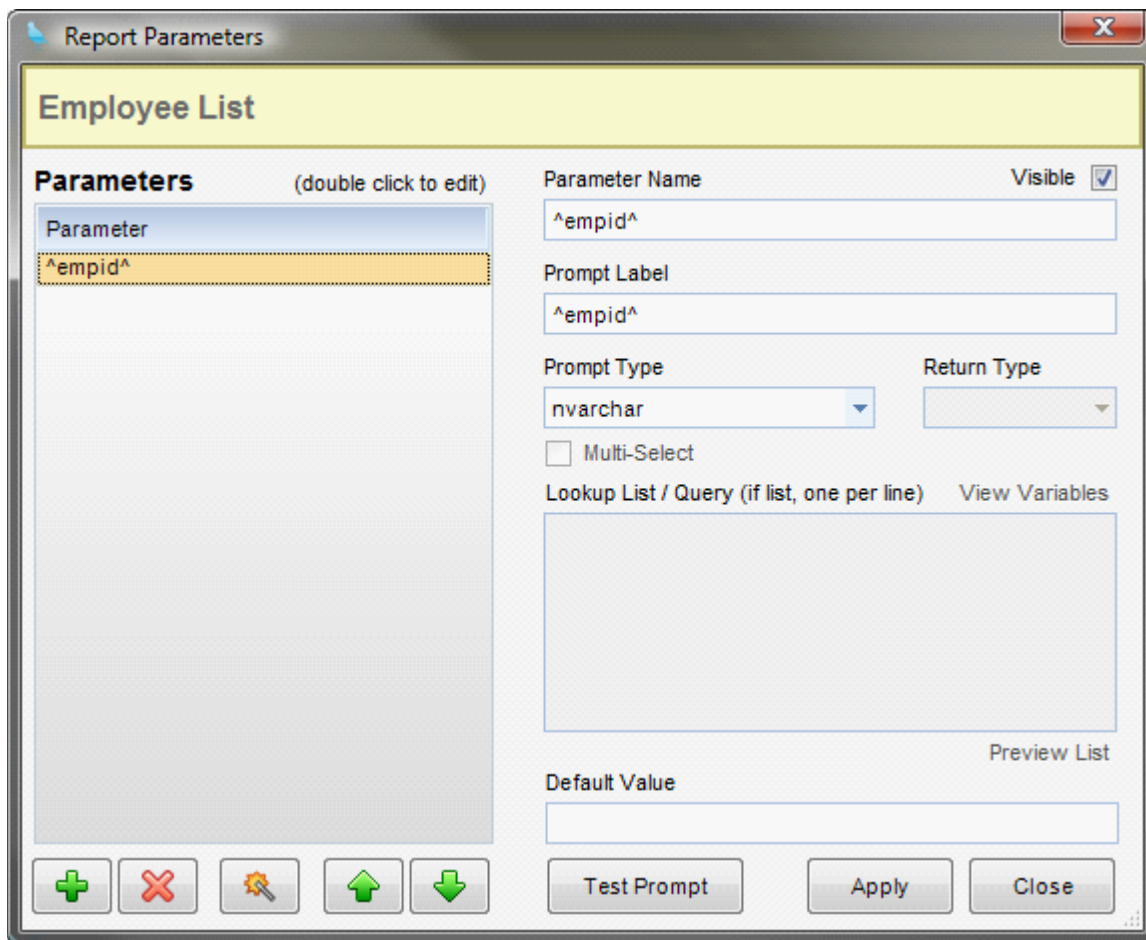 Report Parameters
Employee List
Parameters (double click to edit)
Parameter
^empid^
Parameter Name Visible
^empid^
Prompt Label
^empid^
Prompt Type Return Type
nvarchar
Multi-Select
Lookup List / Query (if list, one per line) View Variables
Preview List
Default Value
Test Prompt Apply Close